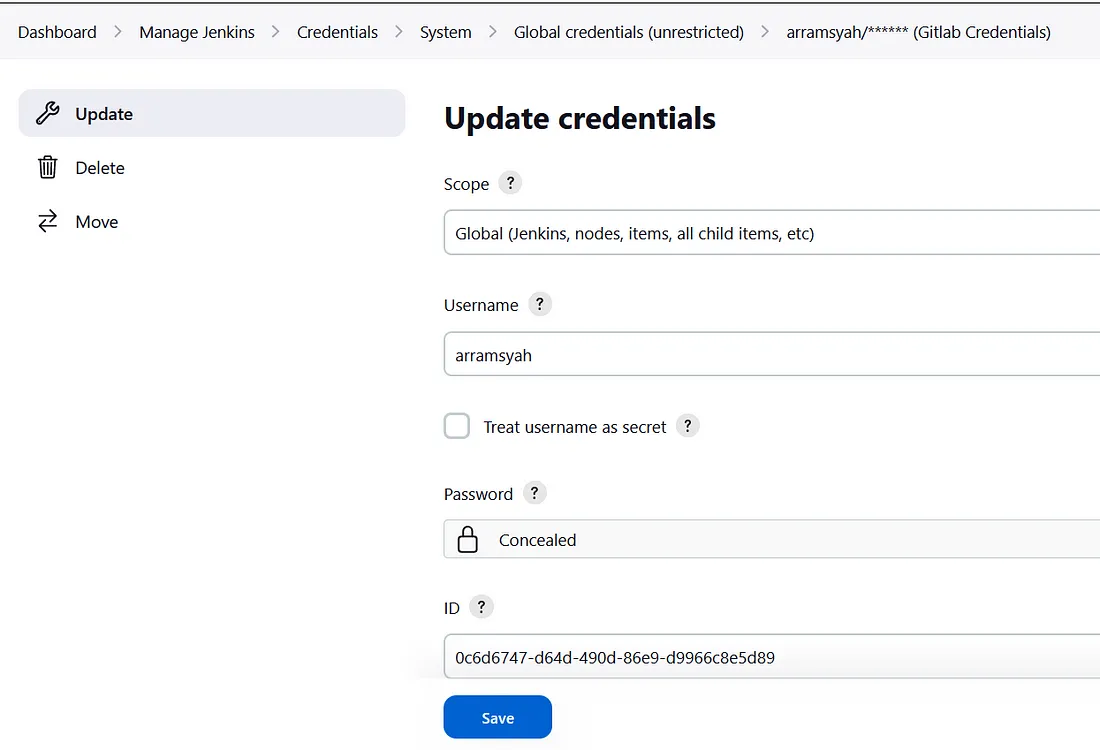 Dashboard > Manage Jenkins > Credentials > System > Global credentials (unrestricted) > arramsyah/****** (Gitlab Credentials)
Update
Delete
Move
Update credentials
Scope ?
Global (Jenkins, nodes, items, all child items, etc)
Username ?
arramsyah
Treat username as secret ?
Password ?
Concealed
ID ?
0c6d6747-d64d-490d-86e9-d9966c8e5d89
Save